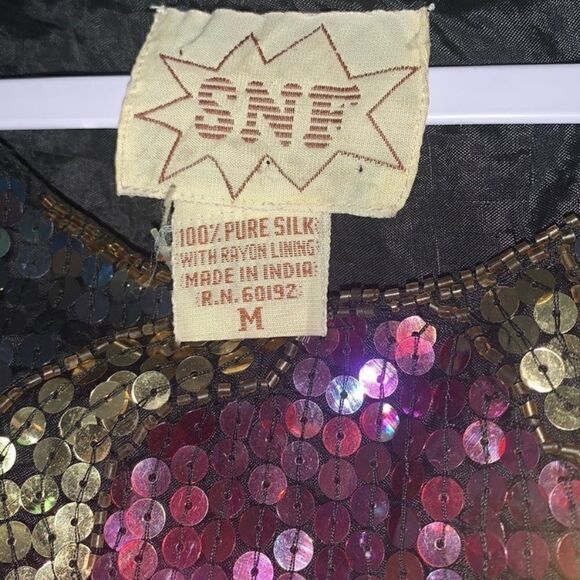 SNF
100% PURE SILK
WITH RAYON LINING
MADE IN INDIA
R.N. 60192
M